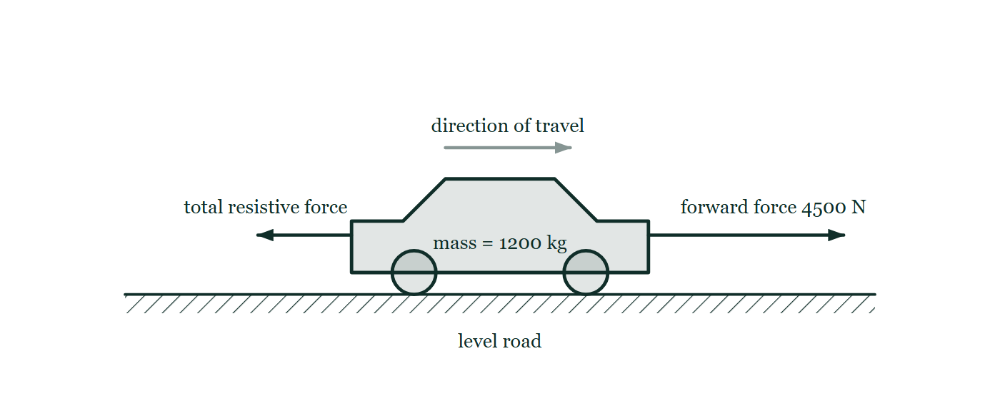 direction of travel
total resistive force
forward force 4500 N
mass = 1200 kg
level road